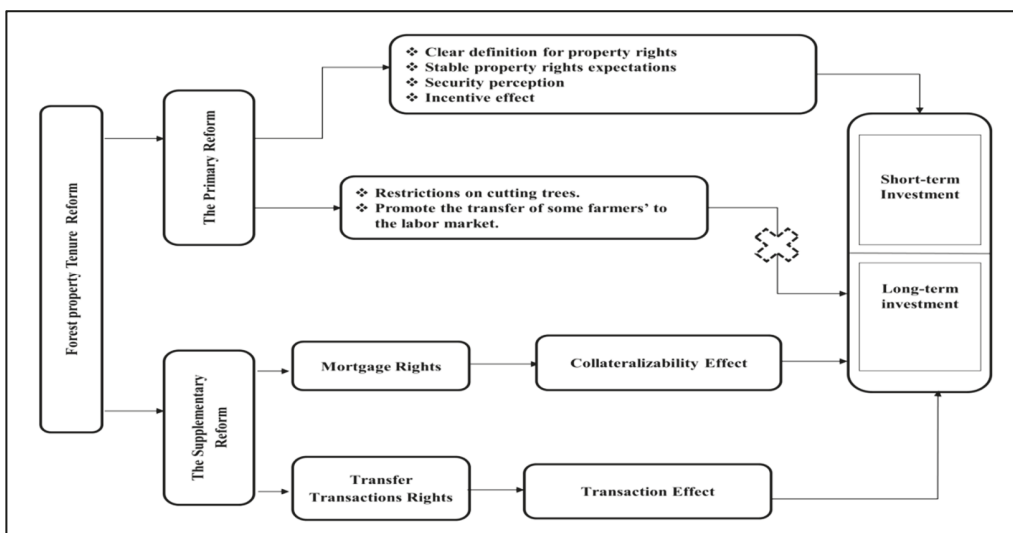 Forest property Tenure Reform
The Primary Reform
❖ Clear definition for property rights
❖ Stable property rights expectations
❖ Security perception
❖ Incentive effect
❖ Restrictions on cutting trees.
❖ Promote the transfer of some farmers’ to
the labor market.
Short-term
Investment
Long-term
investment
The Supplementary
Reform
Mortgage Rights
Collateralizability Effect
Transfer
Transactions Rights
Transaction Effect